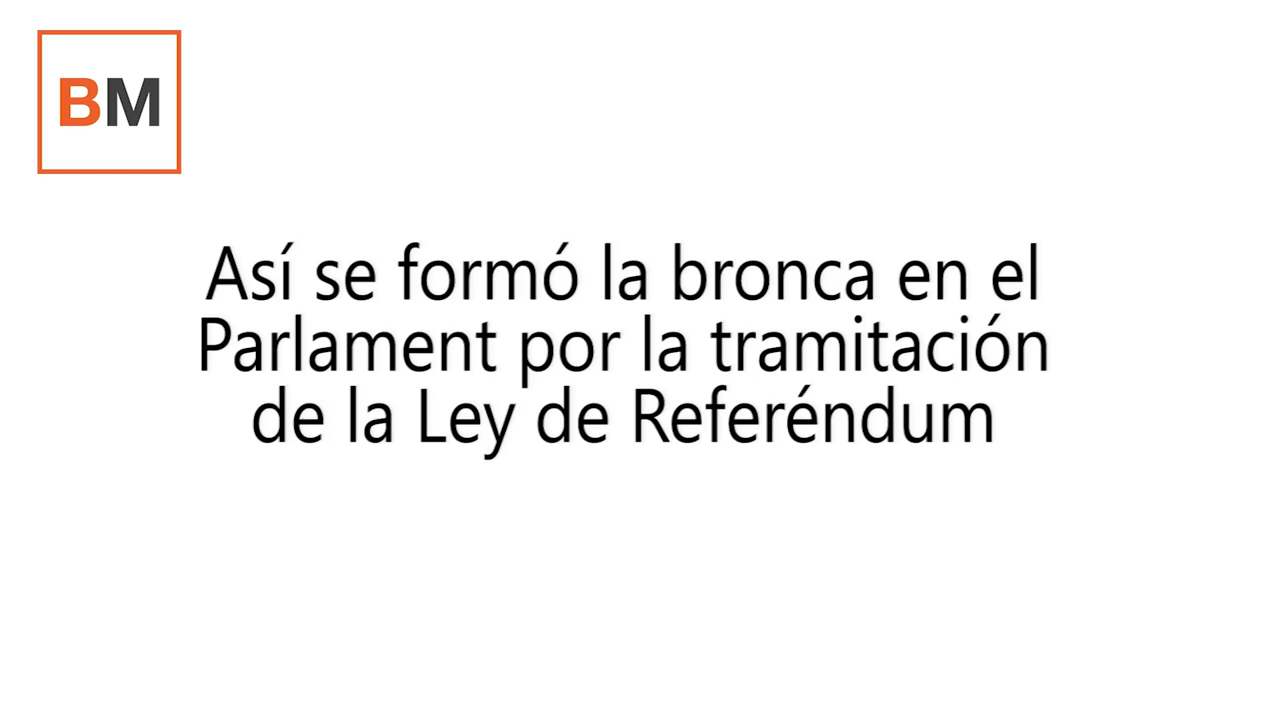 BM
Así se formó la bronca en el
Parlament por la tramitación
de la Ley de Referéndum